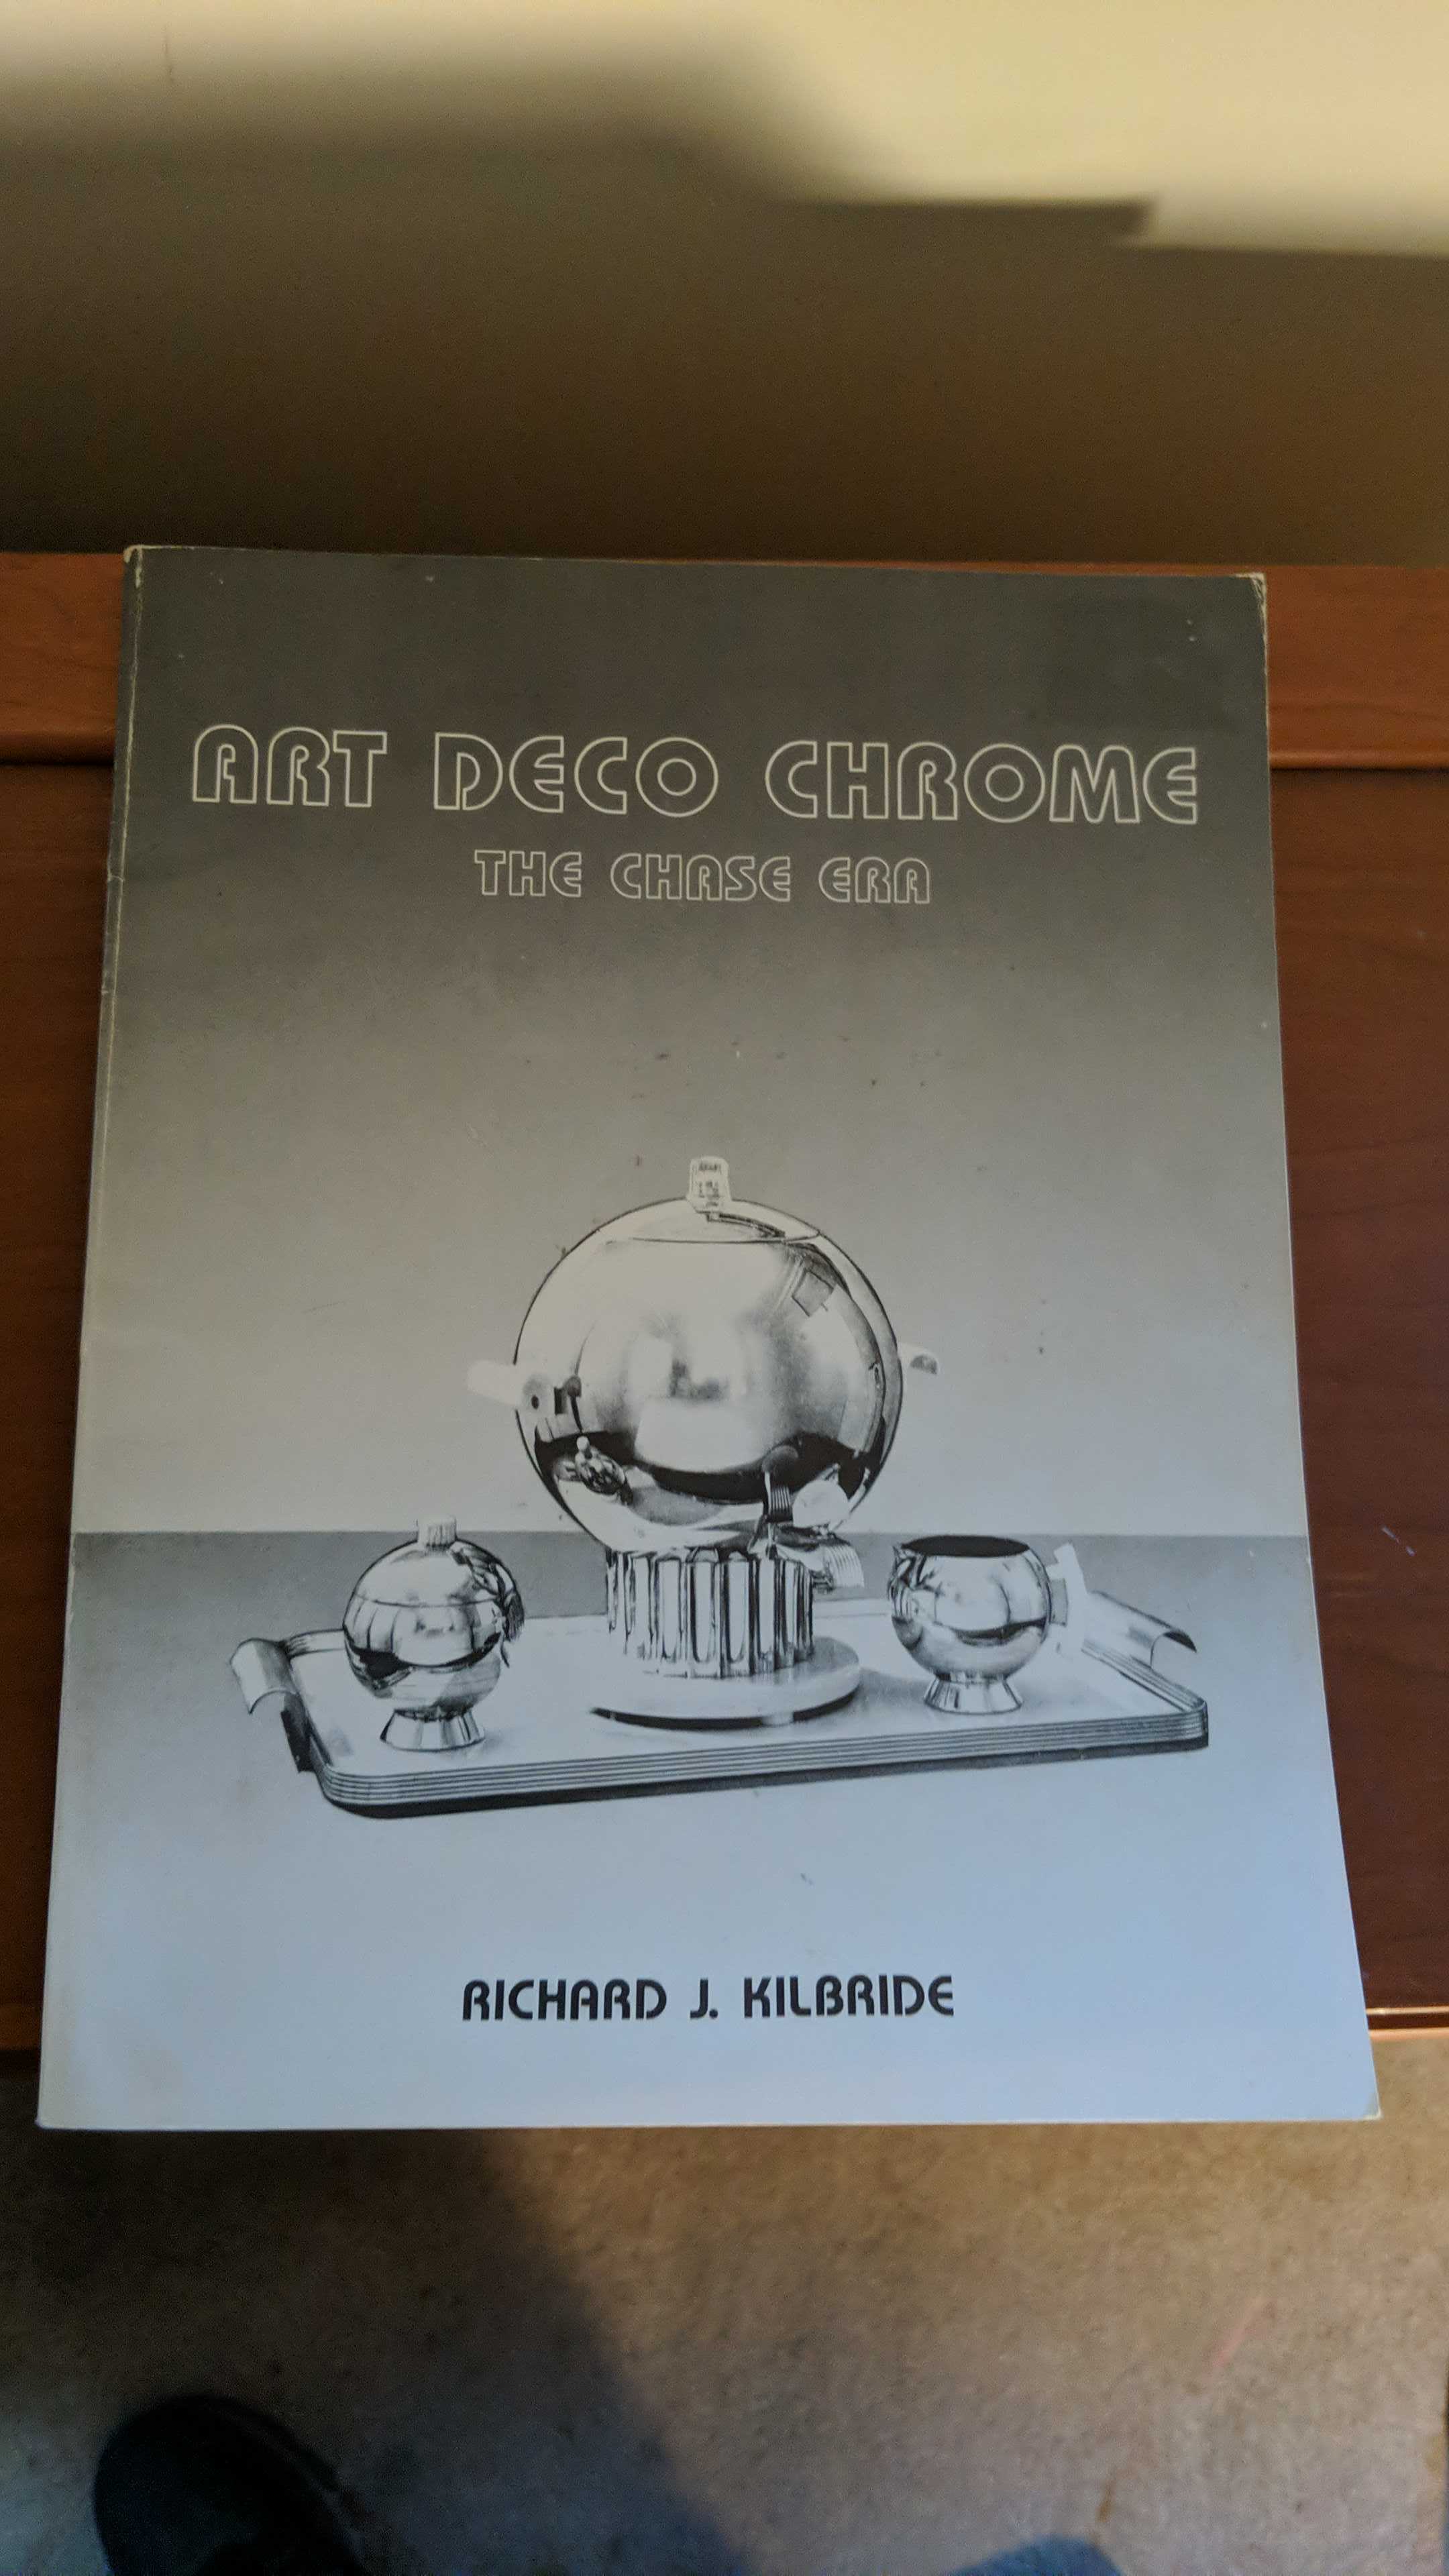 ART DECO CHROME
THE CHASE ERA
RICHARD J. KILBRIDE